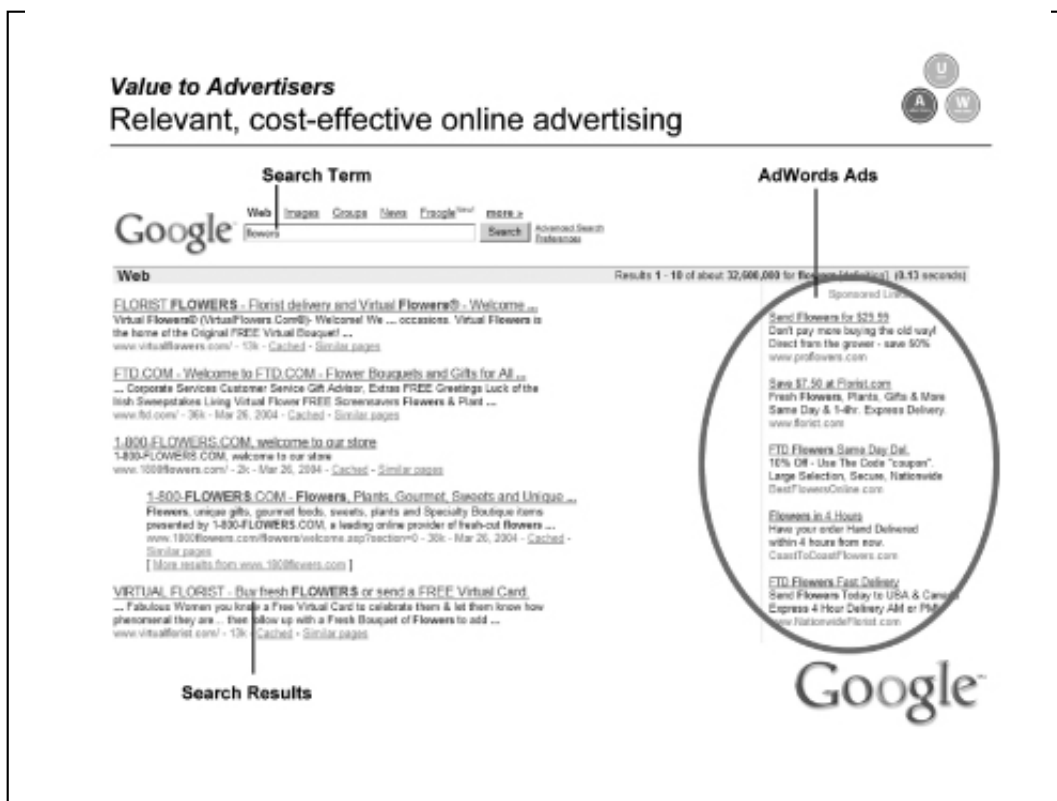 Value to Advertisers
Relevant, cost-effective online advertising
U
A
W
Search Term
AdWords Ads
Google
Web Images Groups News Froogle New! more »
flowers
Search
Advanced Search
Preferences
Web
Results 1 - 10 of about 32,600,000 for flowers [definition]. (0.13 seconds)
FLORIST FLOWERS - Florist delivery and Virtual Flowers® - Welcome ...
Virtual Flowers® (VirtualFlowers.Com®)- Welcome! We ... occasions. Virtual Flowers is
the home of the Original FREE Virtual Bouquet! ...
www.virtualflowers.com/ - 13k - Cached - Similar pages
FTD.COM - Welcome to FTD.COM - Flower Bouquets and Gifts for All ...
... Corporate Services Customer Service Gift Advisor, Extras FREE Greetings Luck of the
Irish Sweepstakes Living Virtual Flower FREE Screensavers Flowers & Plant ...
www.ftd.com/ - 36k - Mar 26, 2004 - Cached - Similar pages
1-800-FLOWERS.COM, welcome to our store
1-800-FLOWERS.COM, welcome to our store
www.1800flowers.com/ - 2k - Mar 26, 2004 - Cached - Similar pages
1-800-FLOWERS.COM - Flowers, Plants, Gourmet, Sweets and Unique ...
Flowers, unique gifts, gourmet foods, sweets, plants and Specialty Boutique items
presented by 1-800-FLOWERS.COM, a leading online provider of fresh-cut flowers ...
www.1800flowers.com/flowers/welcome.asp?section=0 - 38k - Mar 26, 2004 - Cached -
Similar pages
[ More results from www.1800flowers.com ]
VIRTUAL FLORIST - Buy fresh FLOWERS or send a FREE Virtual Card.
... Fabulous Women you know a Free Virtual Card to celebrate them & let them know how
phenomenal they are ... then follow up with a Fresh Bouquet of Flowers to add ...
www.virtualflorist.com/ - 13k - Cached - Similar pages
Sponsored Links
Send Flowers for $29.99
Don't pay more buying the old way!
Direct from the grower - save 50%
www.proflowers.com
Save $7.50 at Florist.com
Fresh Flowers, Plants, Gifts & More
Same Day & 1-4hr. Express Delivery.
www.florist.com
FTD Flowers Same Day Del.
10% Off - Use The Code "coupon".
Large Selection, Secure, Nationwide
BestFlowersOnline.com
Flowers in 4 Hours
Have your order Hand Delivered
within 4 hours from now.
CoastToCoastFlowers.com
FTD Flowers Fast Delivery
Send Flowers Today to USA & Canada
Express 4 Hour Delivery AM or PM
www.NationwideFlorist.com
Search Results
Google